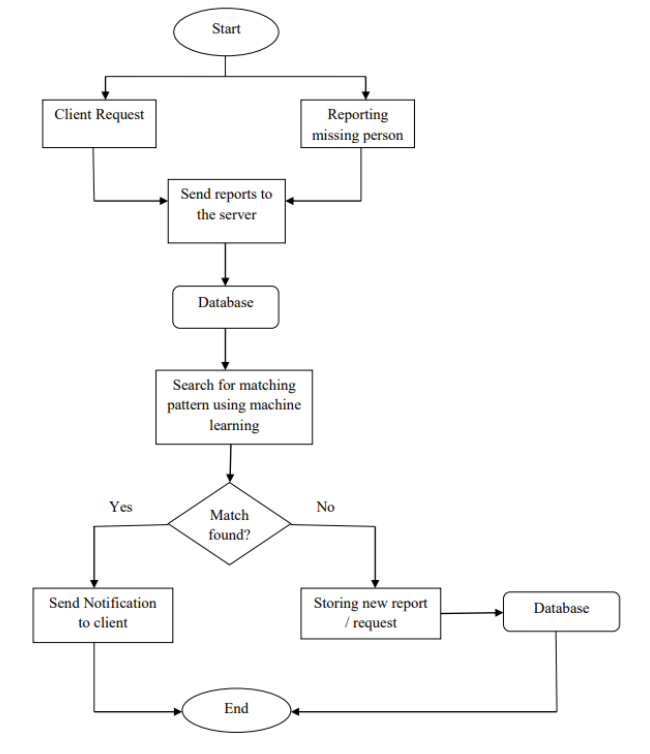 Start
Client Request
Reporting
missing person
Send reports to
the server
Database
Search for matching
pattern using machine
learning
Yes
No
Match
found?
Send Notification
to client
Storing new report
/ request
Database
End